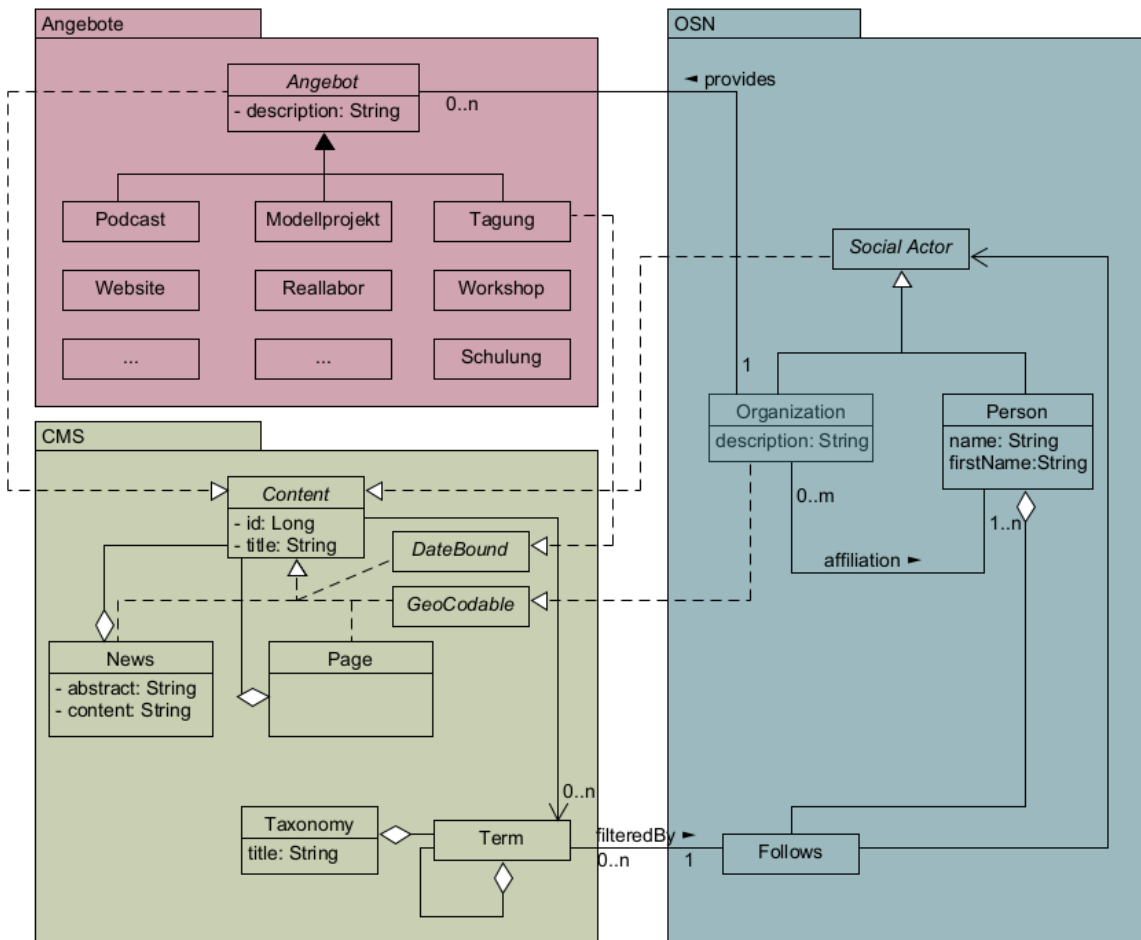 Angebote
Angebot
- description: String
0..n
Podcast
Modellprojekt
Tagung
Website
Reallabor
Workshop
...
...
Schulung
OSN
◄ provides
Social Actor
1
Organization
description: String
Person
name: String
firstName:String
0..m
1..n
affiliation ►
CMS
Content
- id: Long
- title: String
DateBound
GeoCodable
News
- abstract: String
- content: String
Page
0..n
Taxonomy
title: String
Term
filteredBy ►
0..n
1
Follows